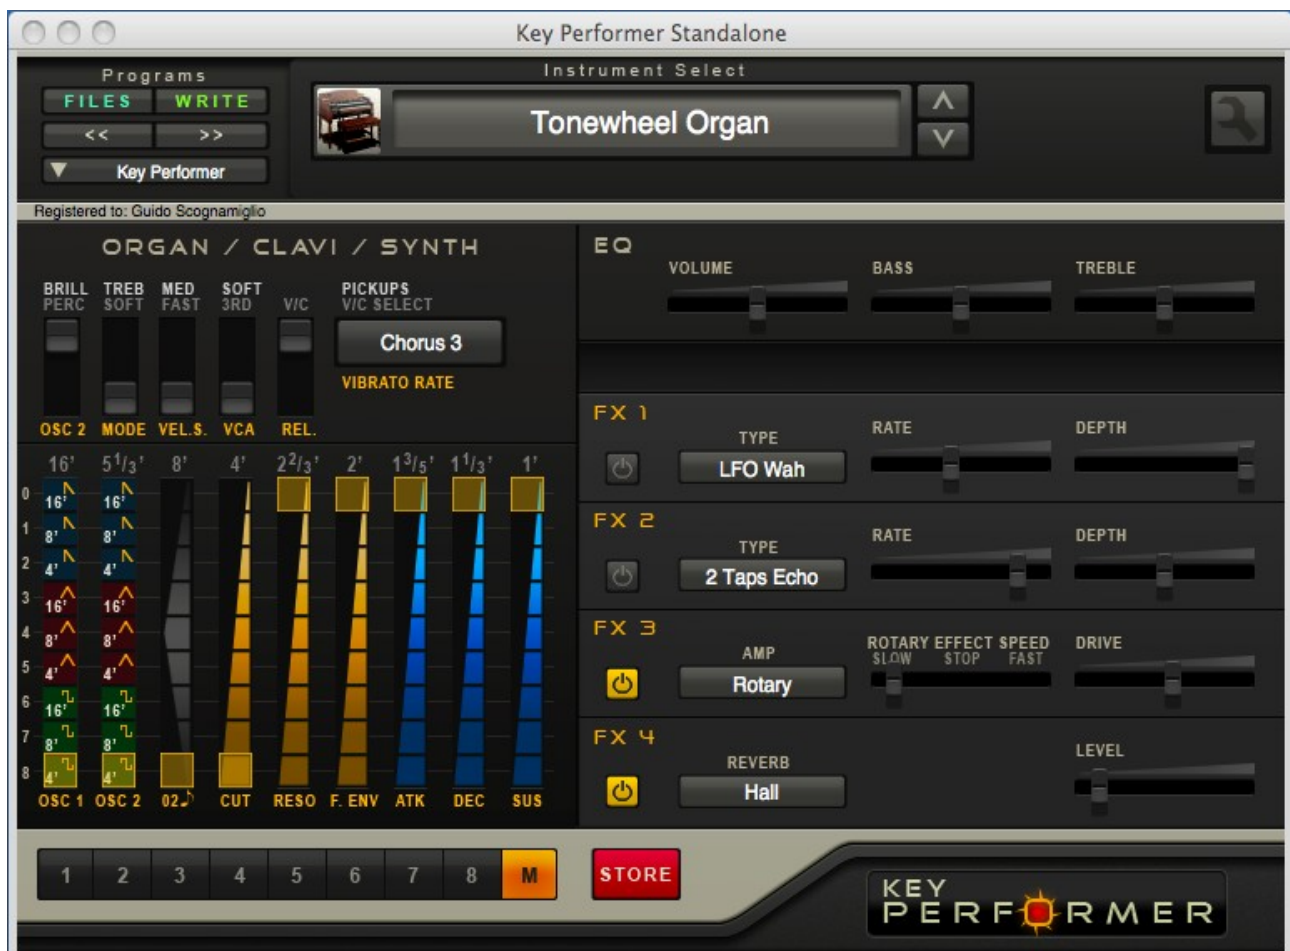 Key Performer Standalone
Programs
FILES WRITE
<< >>
Key Performer
Instrument Select
Tonewheel Organ
Registered to: Guido Scognamiglio
ORGAN / CLAVI / SYNTH
BRILL TREB MED SOFT PICKUPS
PERC SOFT FAST 3RD V/C V/C SELECT
Chorus 3
VIBRATO RATE
OSC 2 MODE VEL.S. VCA REL.
16' 5 1/3' 8' 4' 2 2/3' 2' 1 3/5' 1 1/3' 1'
0 16' 16'
1 8' 8'
2 4' 4'
3 16' 16'
4 8' 8'
5 4' 4'
6 16' 16'
7 8' 8'
8 4' 4'
OSC 1 OSC 2 02♪ CUT RESO F. ENV ATK DEC SUS
EQ
VOLUME BASS TREBLE
FX 1
TYPE RATE DEPTH
LFO Wah
FX 2
TYPE RATE DEPTH
2 Taps Echo
FX 3
AMP ROTARY EFFECT SPEED DRIVE
SLOW STOP FAST
Rotary
FX 4
REVERB LEVEL
Hall
1 2 3 4 5 6 7 8 M STORE
KEY
PERFORMER